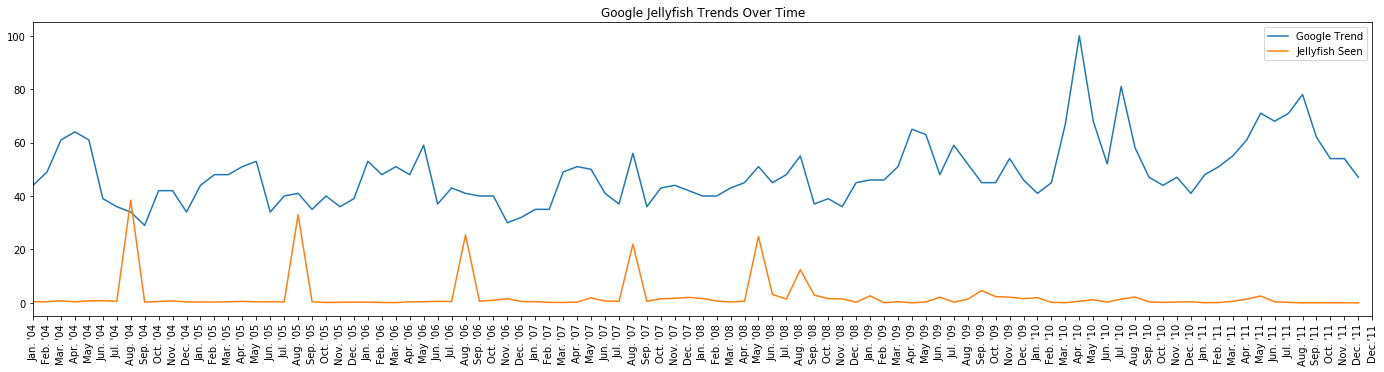 Google Jellyfish Trends Over Time
Google Trend
Jellyfish Seen
100
80
60
40
20
0
Jan. '04
Feb. '04
Mar. '04
Apr. '04
May '04
Jun. '04
Jul. '04
Aug. '04
Sep. '04
Oct. '04
Nov. '04
Dec. '04
Jan. '05
Feb. '05
Mar. '05
Apr. '05
May '05
Jun. '05
Jul. '05
Aug. '05
Sep. '05
Oct. '05
Nov. '05
Dec. '05
Jan. '06
Feb. '06
Mar. '06
Apr. '06
May '06
Jun. '06
Jul. '06
Aug. '06
Sep. '06
Oct. '06
Nov. '06
Dec. '06
Jan. '07
Feb. '07
Mar. '07
Apr. '07
May '07
Jun. '07
Jul. '07
Aug. '07
Sep. '07
Oct. '07
Nov. '07
Dec. '07
Jan. '08
Feb. '08
Mar. '08
Apr. '08
May '08
Jun. '08
Jul. '08
Aug. '08
Sep. '08
Oct. '08
Nov. '08
Dec. '08
Jan. '09
Feb. '09
Mar. '09
Apr. '09
May '09
Jun. '09
Jul. '09
Aug. '09
Sep. '09
Oct. '09
Nov. '09
Dec. '09
Jan. '10
Feb. '10
Mar. '10
Apr. '10
May '10
Jun. '10
Jul. '10
Aug. '10
Sep. '10
Oct. '10
Nov. '10
Dec. '10
Jan. '11
Feb. '11
Mar. '11
Apr. '11
May '11
Jun. '11
Jul. '11
Aug. '11
Sep. '11
Oct. '11
Nov. '11
Dec. '11
Dec.'11